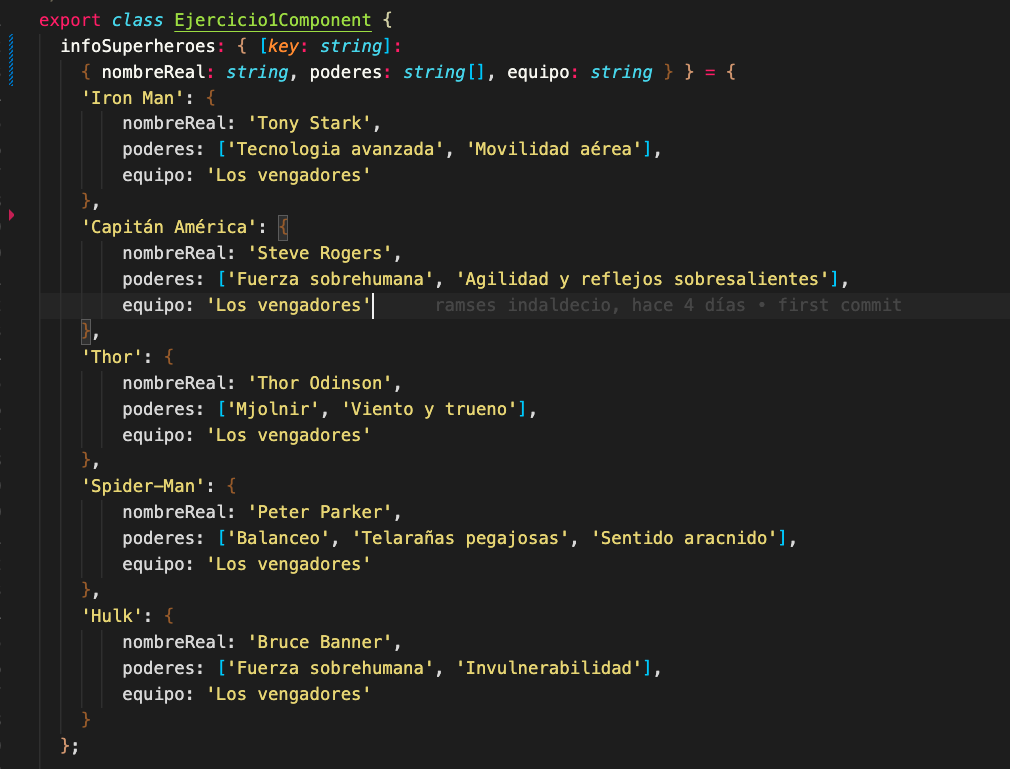 export class Ejercicio1Component {
infoSuperheroes: { [key: string]:
{ nombreReal: string, poderes: string[], equipo: string } } = {
'Iron Man': {
nombreReal: 'Tony Stark',
poderes: ['Tecnologia avanzada', 'Movilidad aérea'],
equipo: 'Los vengadores'
},
'Capitán América': {
nombreReal: 'Steve Rogers',
poderes: ['Fuerza sobrehumana', 'Agilidad y reflejos sobresalientes'],
equipo: 'Los vengadores' ramses indaldecio, hace 4 días • first commit
},
'Thor': {
nombreReal: 'Thor Odinson',
poderes: ['Mjolnir', 'Viento y trueno'],
equipo: 'Los vengadores'
},
'Spider-Man': {
nombreReal: 'Peter Parker',
poderes: ['Balanceo', 'Telarañas pegajosas', 'Sentido aracnido'],
equipo: 'Los vengadores'
},
'Hulk': {
nombreReal: 'Bruce Banner',
poderes: ['Fuerza sobrehumana', 'Invulnerabilidad'],
equipo: 'Los vengadores'
}
};